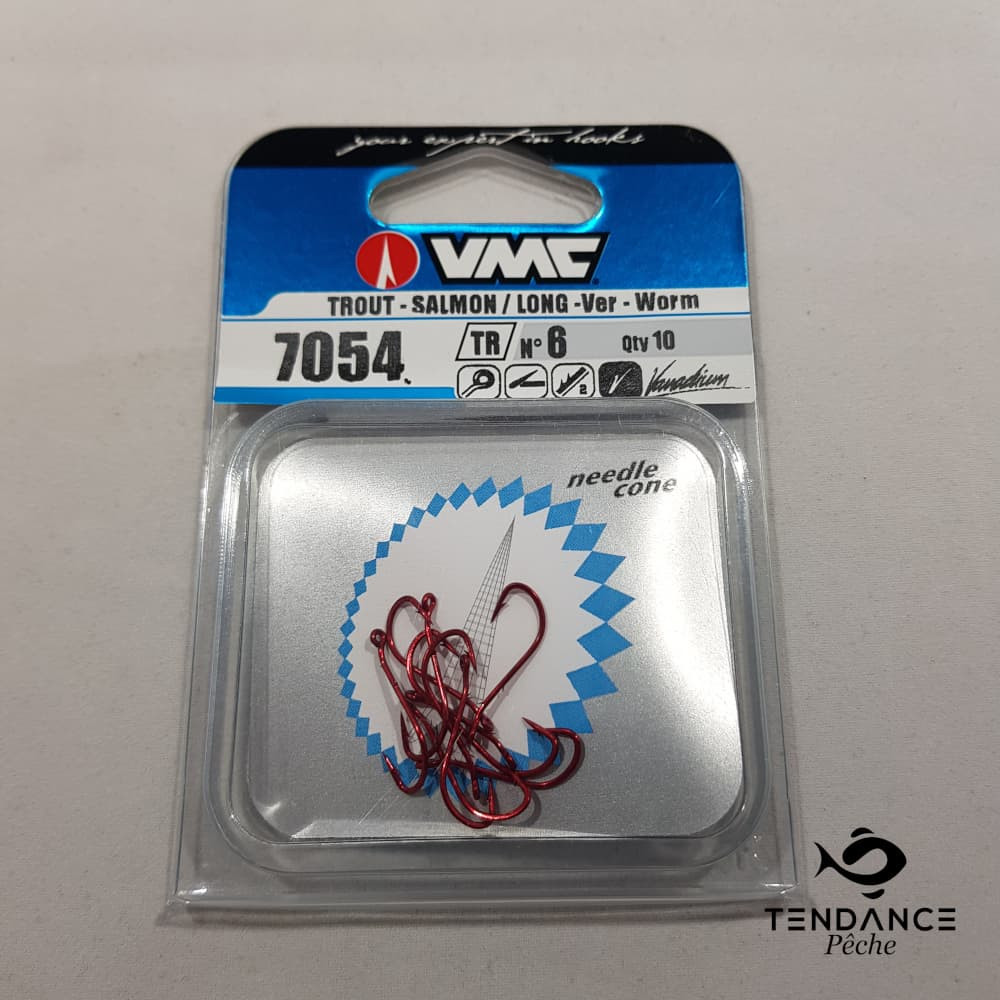 your expert in hooks
VMC
TROUT - SALMON / LONG -Ver - Worm
7054 TR N° 6 Qty 10
2 Vanadium
needle
cone
TENDANCE
Pêche